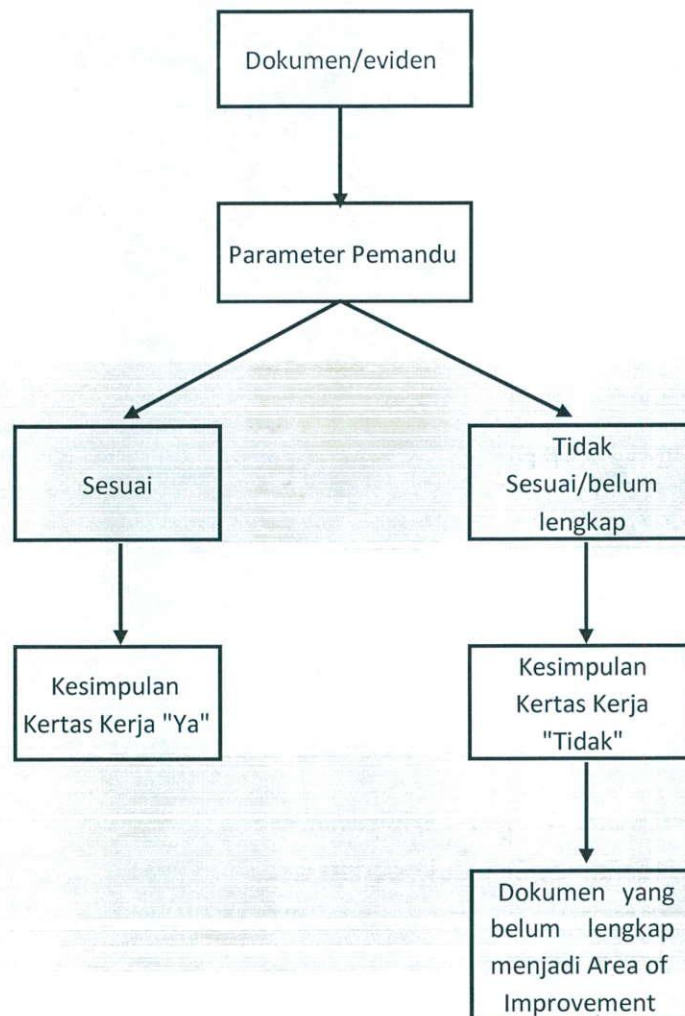 Dokumen/eviden
Parameter Pemandu
Sesuai
Tidak
Sesuai/belum
lengkap
Kesimpulan
Kertas Kerja "Ya"
Kesimpulan
Kertas Kerja
"Tidak"
Dokumen yang
belum lengkap
menjadi Area of
Improvement